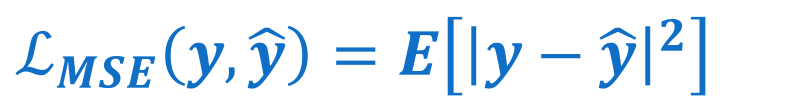 ℒ_MSE(y, ŷ) = E[|y − ŷ|²]